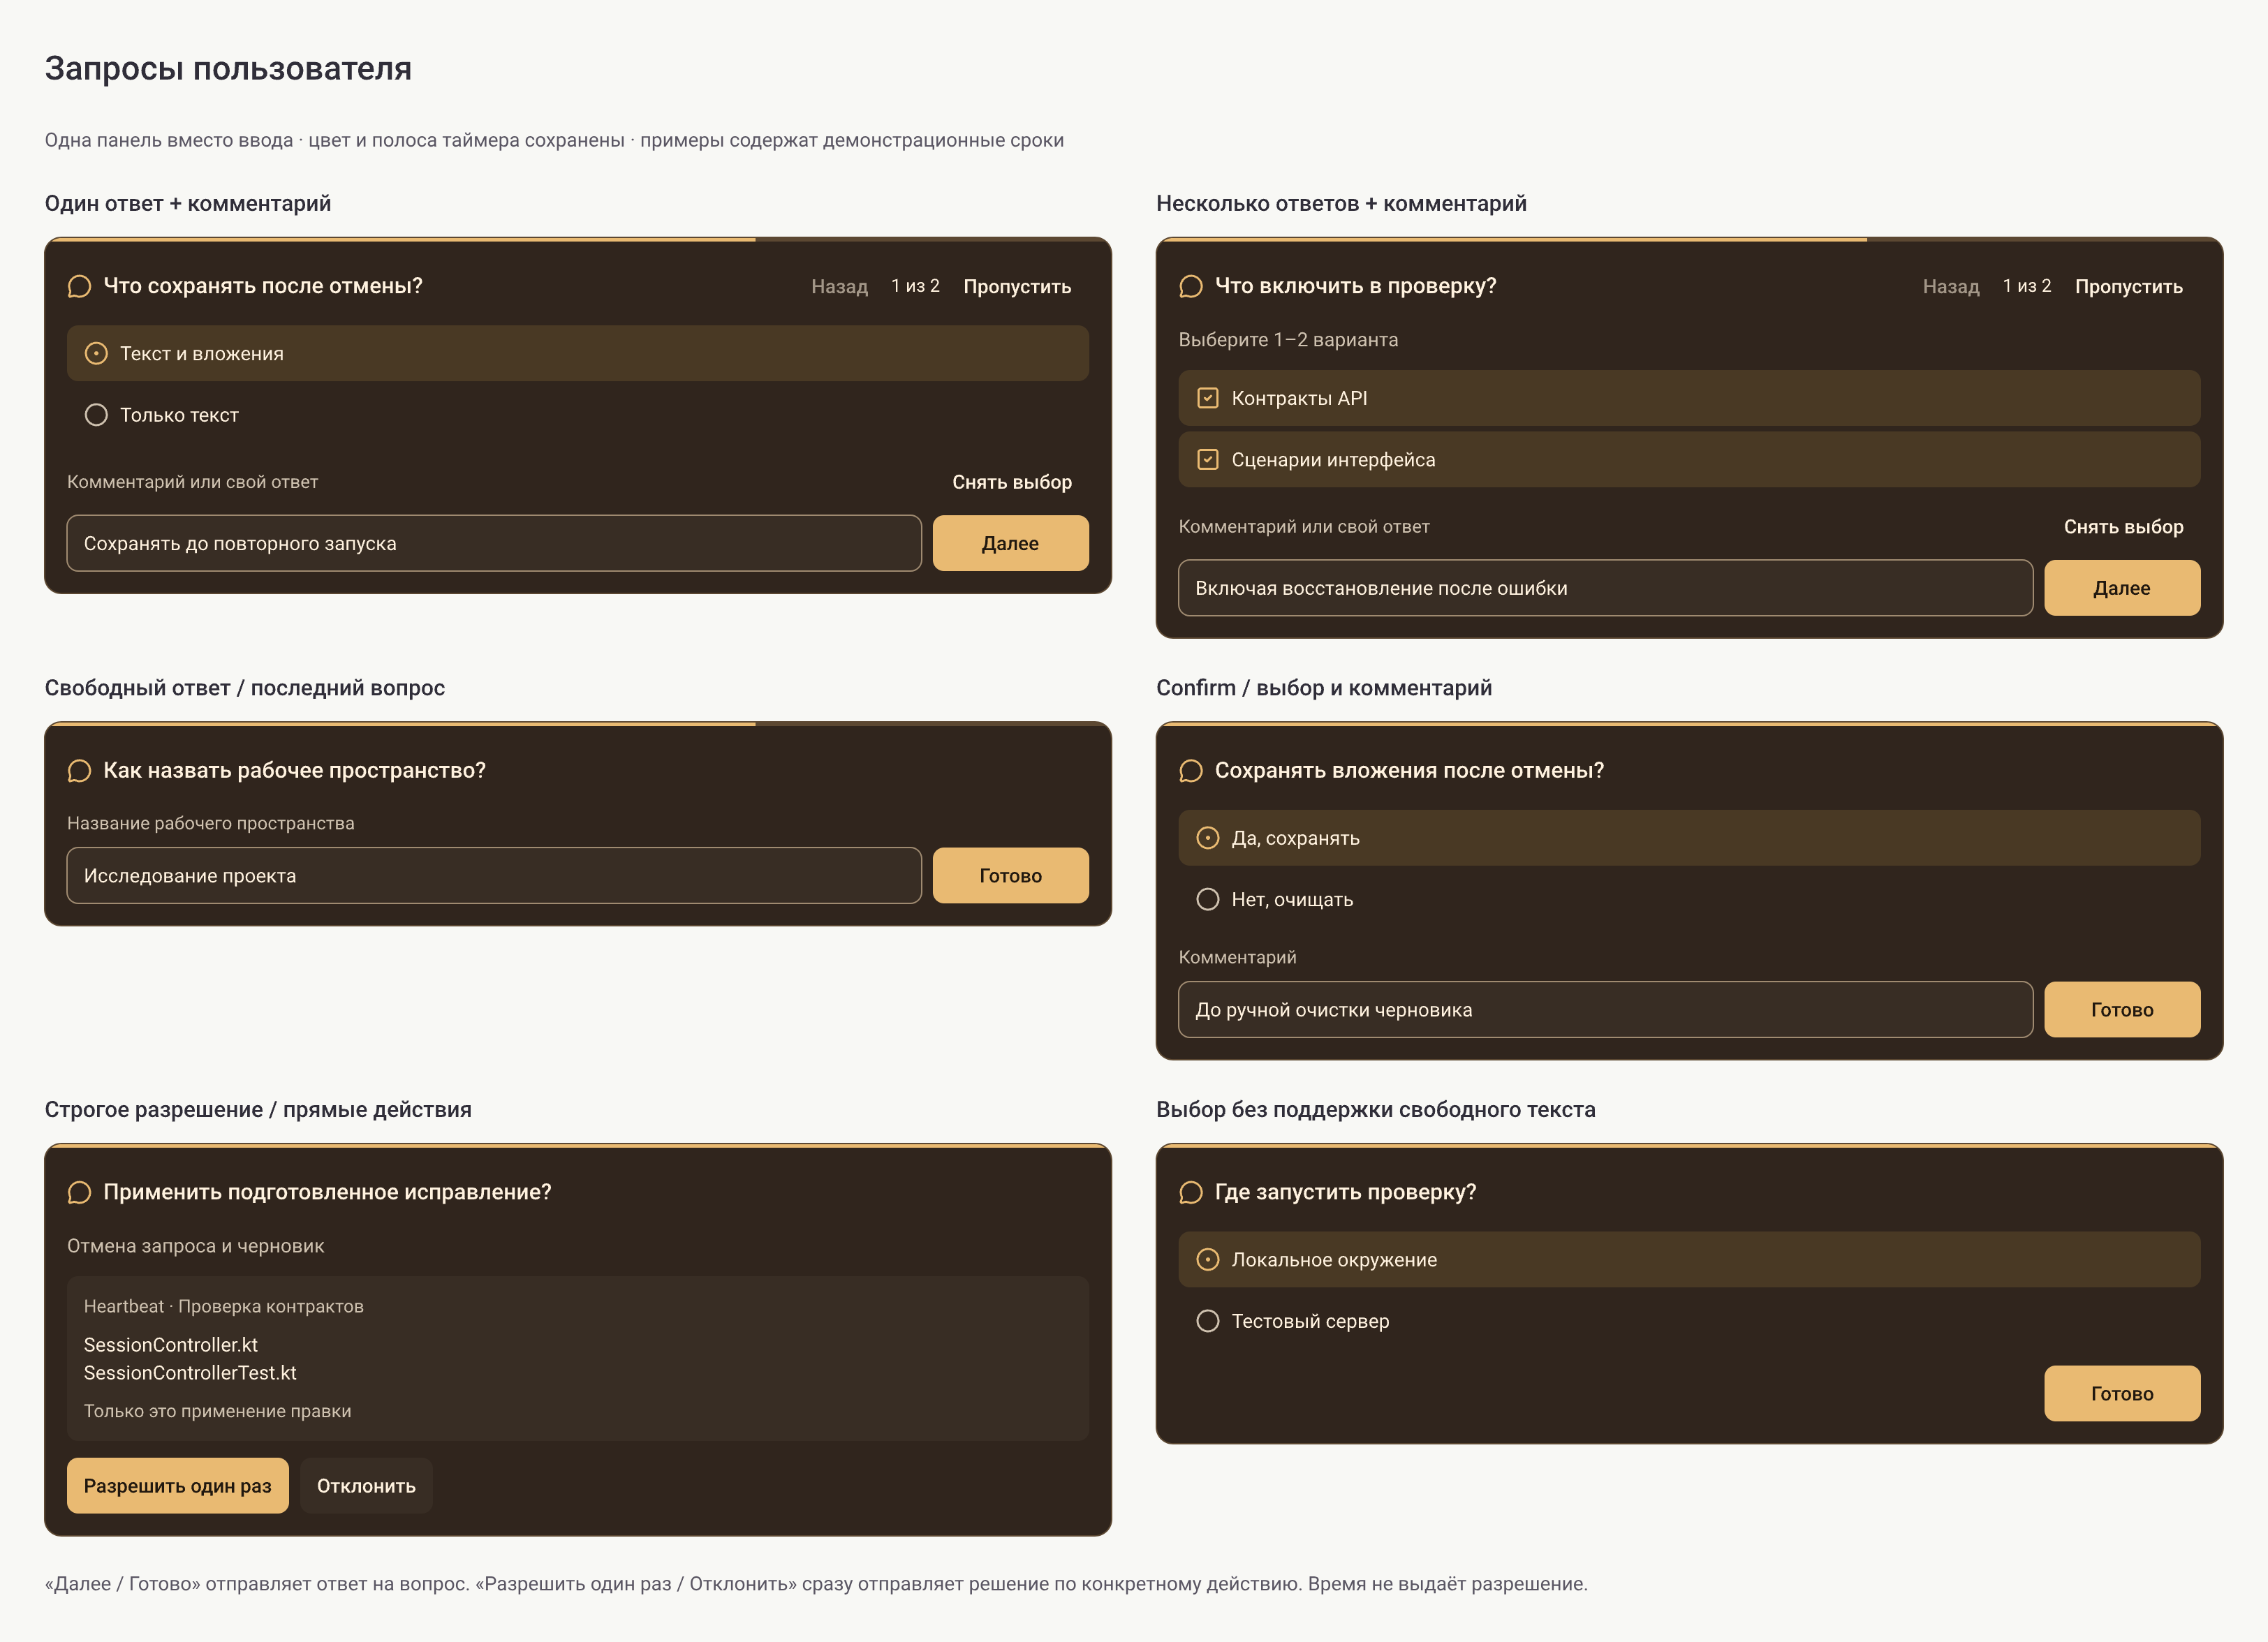 Запросы пользователя
Одна панель вместо ввода · цвет и полоса таймера сохранены · примеры содержат демонстрационные сроки
Один ответ + комментарий
Что сохранять после отмены?
Назад
1 из 2
Пропустить
Текст и вложения
Только текст
Комментарий или свой ответ
Снять выбор
Сохранять до повторного запуска
Далее
Несколько ответов + комментарий
Что включить в проверку?
Назад
1 из 2
Пропустить
Выберите 1–2 варианта
Контракты API
Сценарии интерфейса
Комментарий или свой ответ
Снять выбор
Включая восстановление после ошибки
Далее
Свободный ответ / последний вопрос
Как назвать рабочее пространство?
Название рабочего пространства
Исследование проекта
Готово
Confirm / выбор и комментарий
Сохранять вложения после отмены?
Да, сохранять
Нет, очищать
Комментарий
До ручной очистки черновика
Готово
Строгое разрешение / прямые действия
Применить подготовленное исправление?
Отмена запроса и черновик
Heartbeat · Проверка контрактов
SessionController.kt
SessionControllerTest.kt
Только это применение правки
Разрешить один раз
Отклонить
Выбор без поддержки свободного текста
Где запустить проверку?
Локальное окружение
Тестовый сервер
Готово
«Далее / Готово» отправляет ответ на вопрос. «Разрешить один раз / Отклонить» сразу отправляет решение по конкретному действию. Время не выдаёт разрешение.